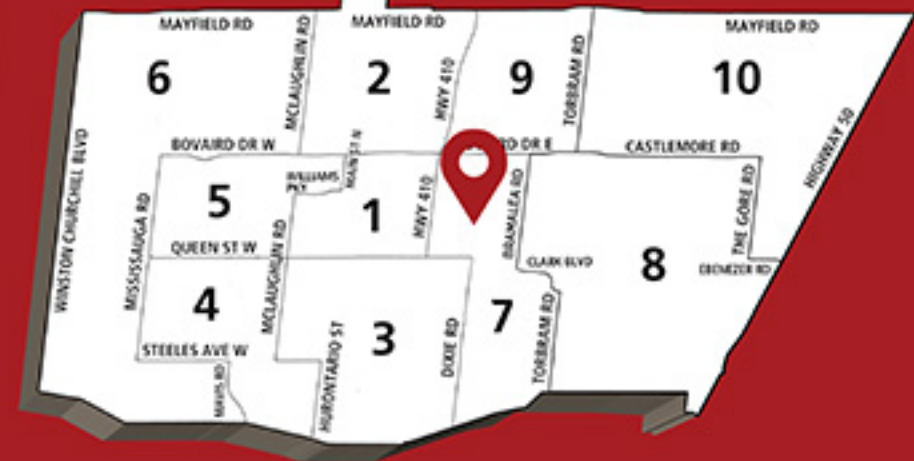 MAYFIELD RD
MAYFIELD RD
MAYFIELD RD
6
MCLAUGHLIN RD
2
HWY 410
9
TORBRAM RD
10
HIGHWAY 50
WINSTON CHURCHILL BLVD
BOVAIRD DR W
MAIN ST N
RD DR E
CASTLEMORE RD
MISSISSAUGA RD
5
WILLIAMS
PKY
1
HWY 410
BRAMALEA RD
THE GORE RD
QUEEN ST W
MCLAUGHLIN RD
CLARK BLVD
8
EBENEZER RD
4
3
DIXIE RD
7
TORBRAM RD
STEELES AVE W
MAVIS RD
HURONTARIO ST